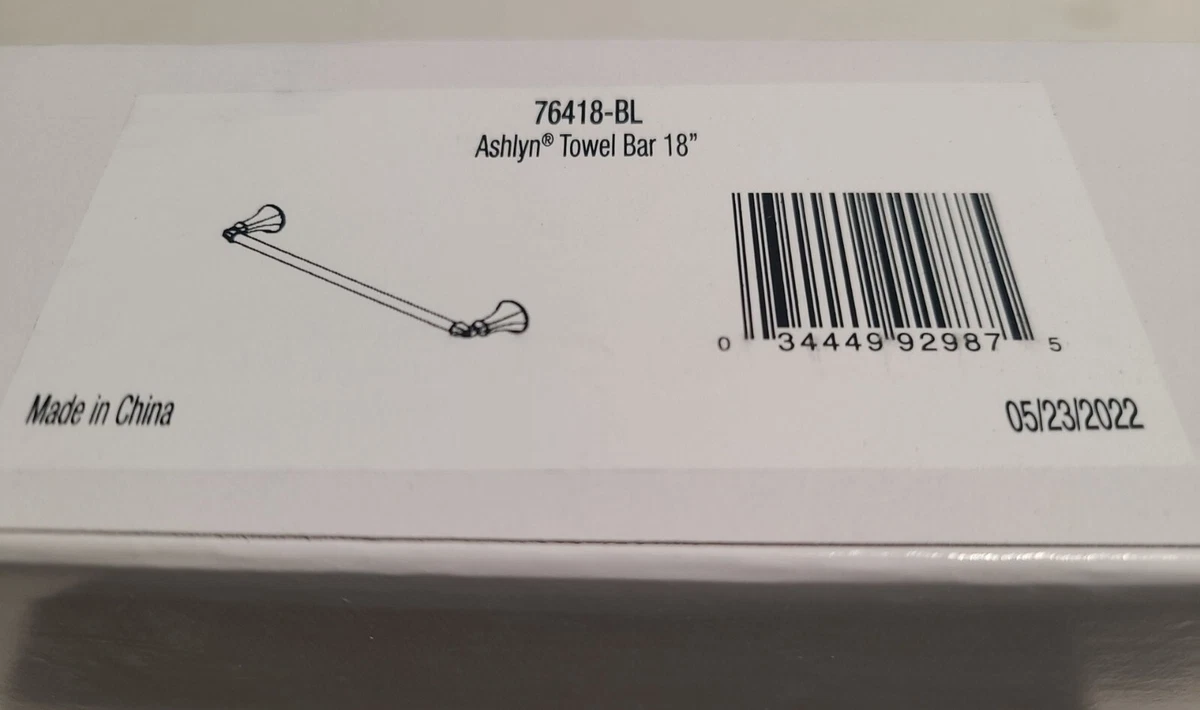 76418-BL
Ashlyn® Towel Bar 18”
0 34449 92987 5
Made in China
05/23/2022